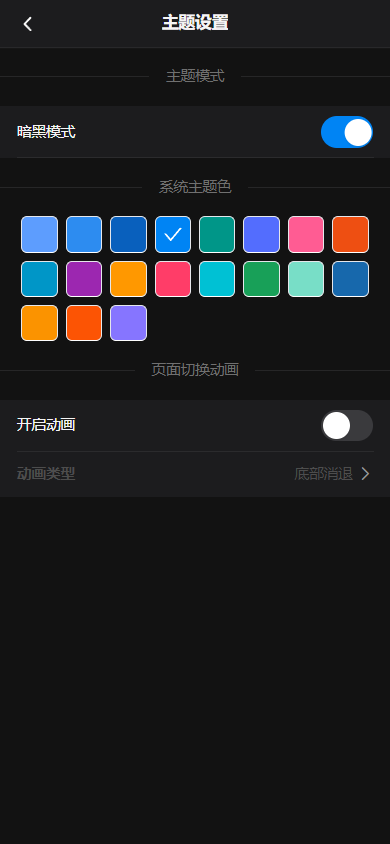 主题设置
主题模式
暗黑模式
系统主题色
页面切换动画
开启动画
动画类型 底部消退